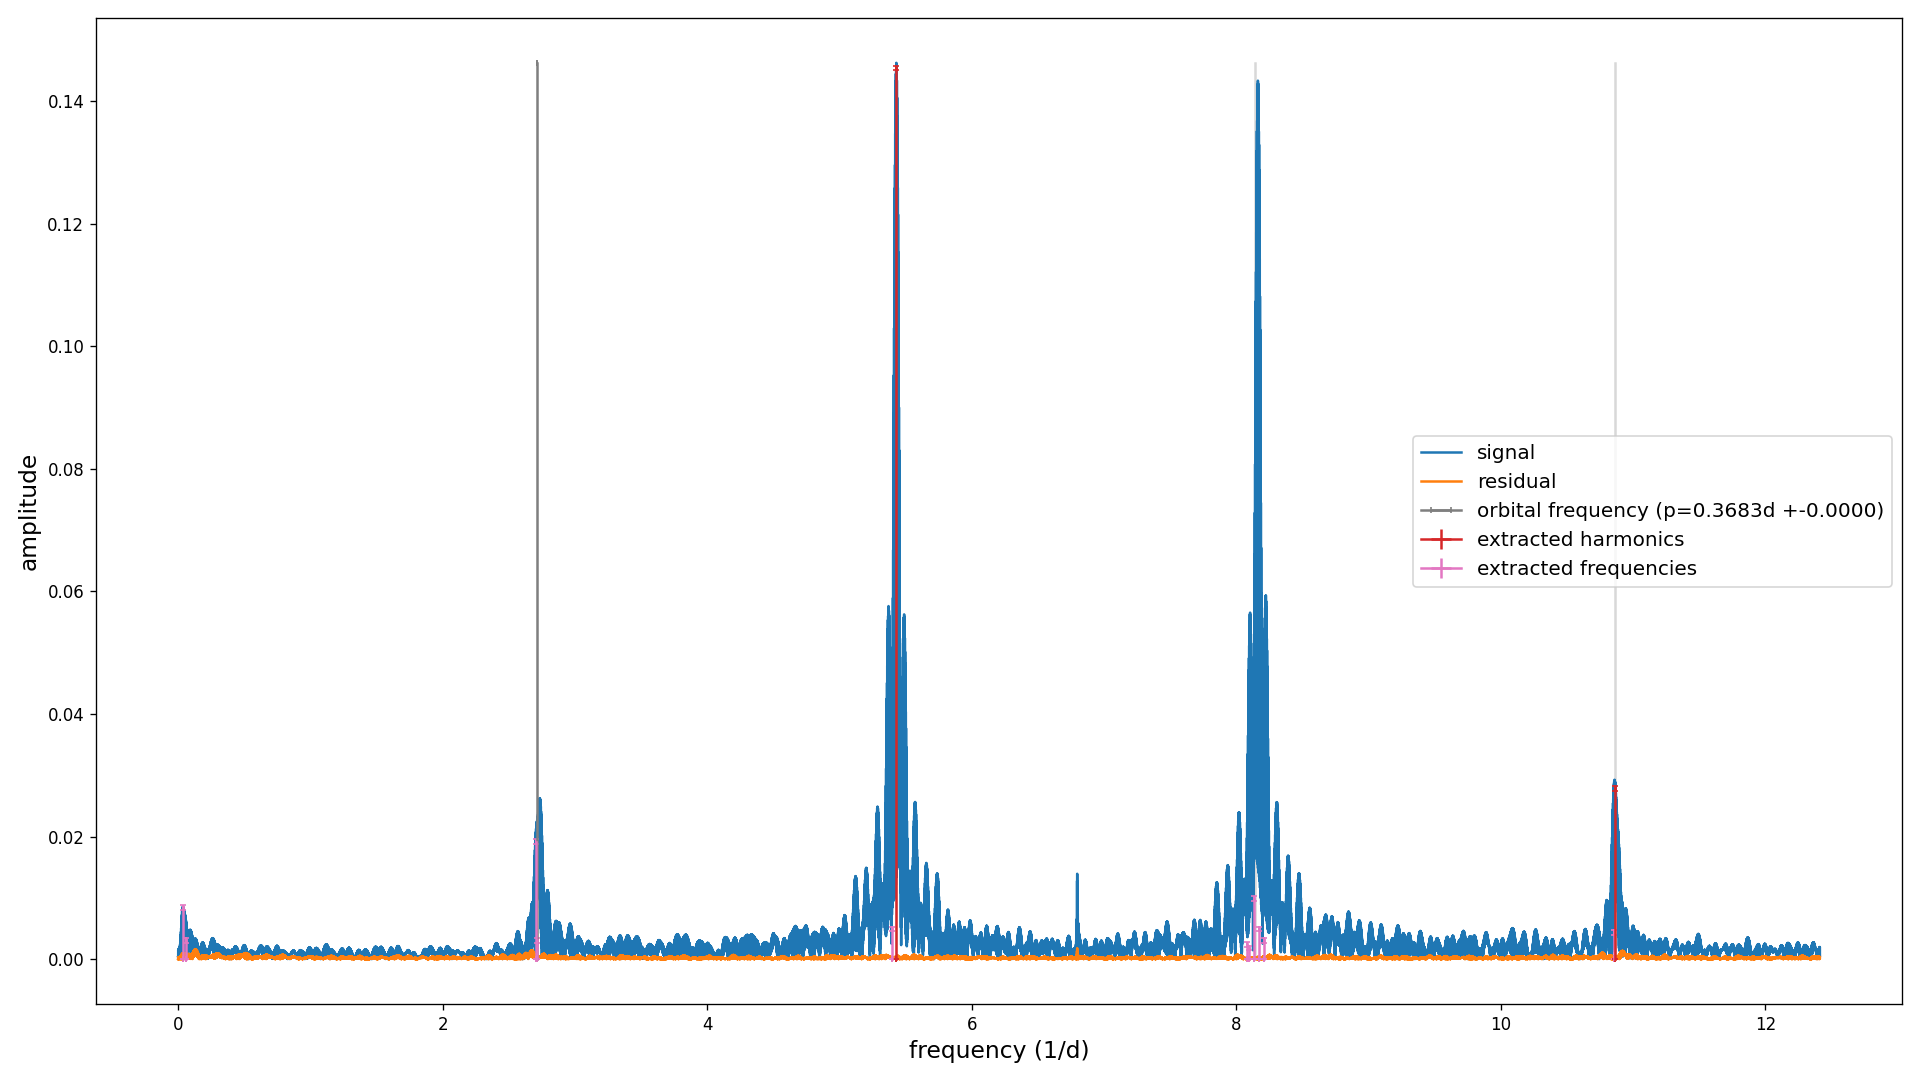 0.14
0.12
0.10
0.08
0.06
0.04
0.02
0.00
amplitude
signal
residual
orbital frequency (p=0.3683d +-0.0000)
extracted harmonics
extracted frequencies
0 2 4 6 8 10 12
frequency (1/d)